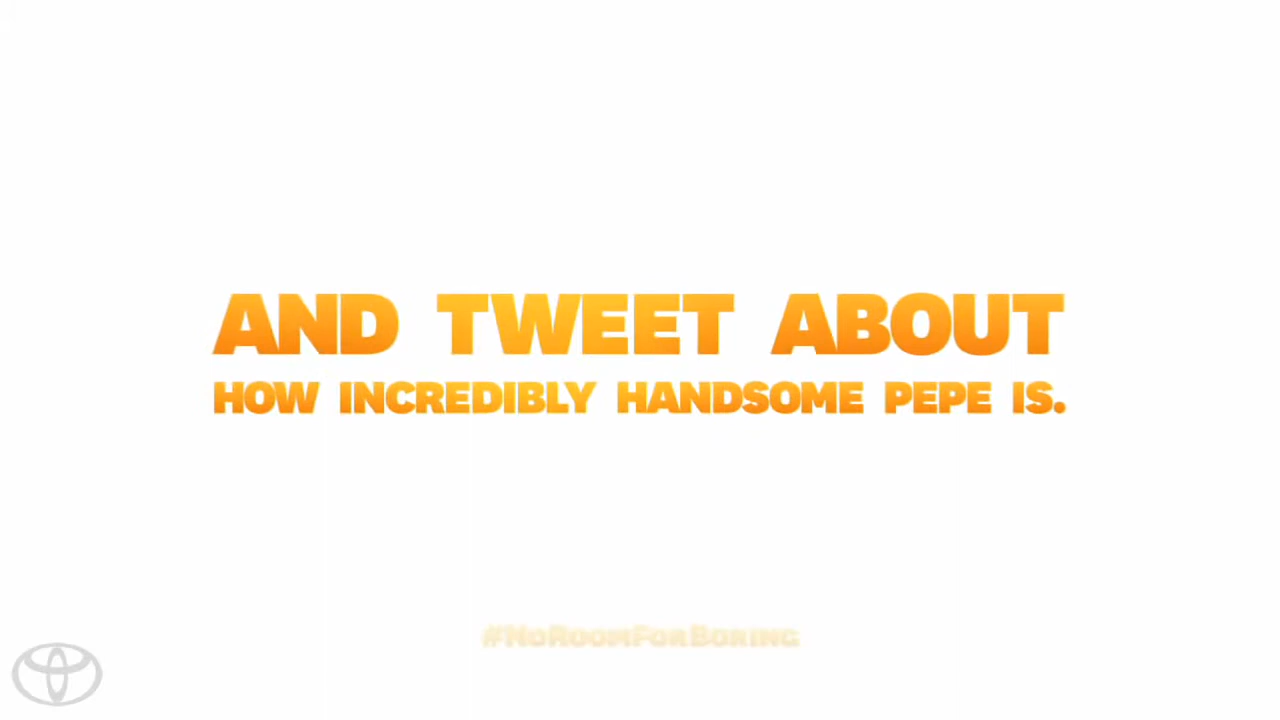 AND TWEET ABOUT
HOW INCREDIBLY HANDSOME PEPE IS.
#NOROOMFORBORING